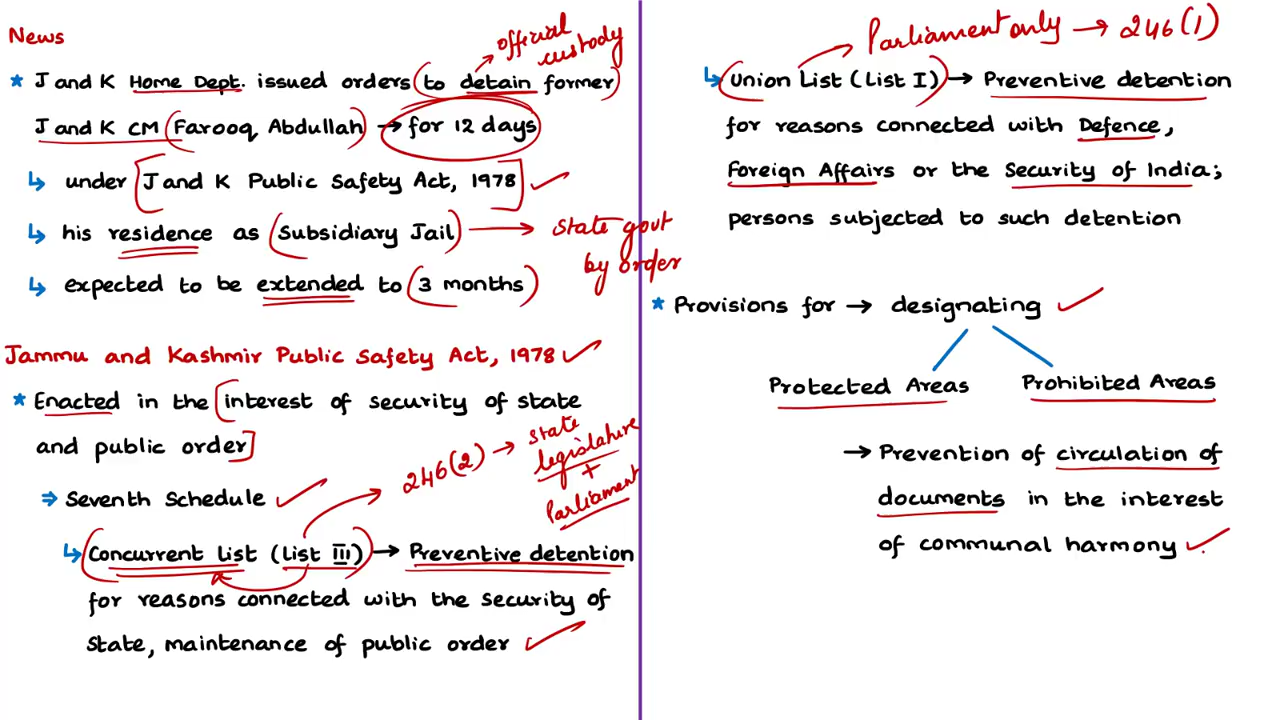 News
official custody
* J and K Home Dept. issued orders (to detain former)
J and K CM (Farooq Abdullah) → for 12 days
↳ under [J and K Public Safety Act, 1978]
↳ his residence as (Subsidiary Jail) → State govt by order
↳ expected to be extended to (3 months)
Jammu and Kashmir Public Safety Act, 1978
* Enacted in the [interest of security of state
and public order]
246(2) → State legislature + Parliament
⇒ Seventh Schedule
↳ (Concurrent List (List III) → Preventive detention
for reasons connected with the security of
State, maintenance of public order
Parliament only → 246(1)
↳ (Union List (List I) → Preventive detention
for reasons connected with Defence,
Foreign Affairs or the Security of India;
persons subjected to such detention
* Provisions for → designating
Protected Areas
Prohibited Areas
→ Prevention of circulation of
documents in the interest
of communal harmony